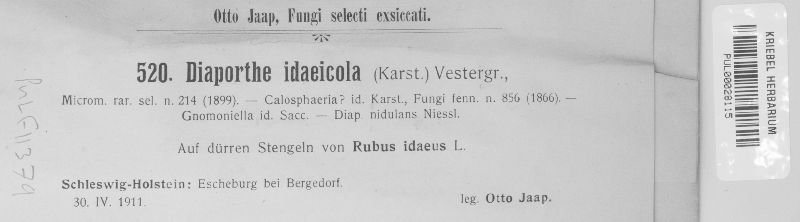 Otto Jaap, Fungi selecti exsiccati.
520. Diaporthe idaeicola (Karst.) Vestergr.,
Microm. rar. sel. n. 214 (1899). — Calosphaeria? id. Karst., Fungi fenn. n. 856 (1866). —
Gnomoniella id. Sacc. — Diap. nidulans Niessl.
Auf dürren Stengeln von Rubus idaeus L.
Schleswig-Holstein: Escheburg bei Bergedorf.
30. IV. 1911.
leg. Otto Jaap.
PULF11379
KRIEBEL HERBARIUM
PUL00028115